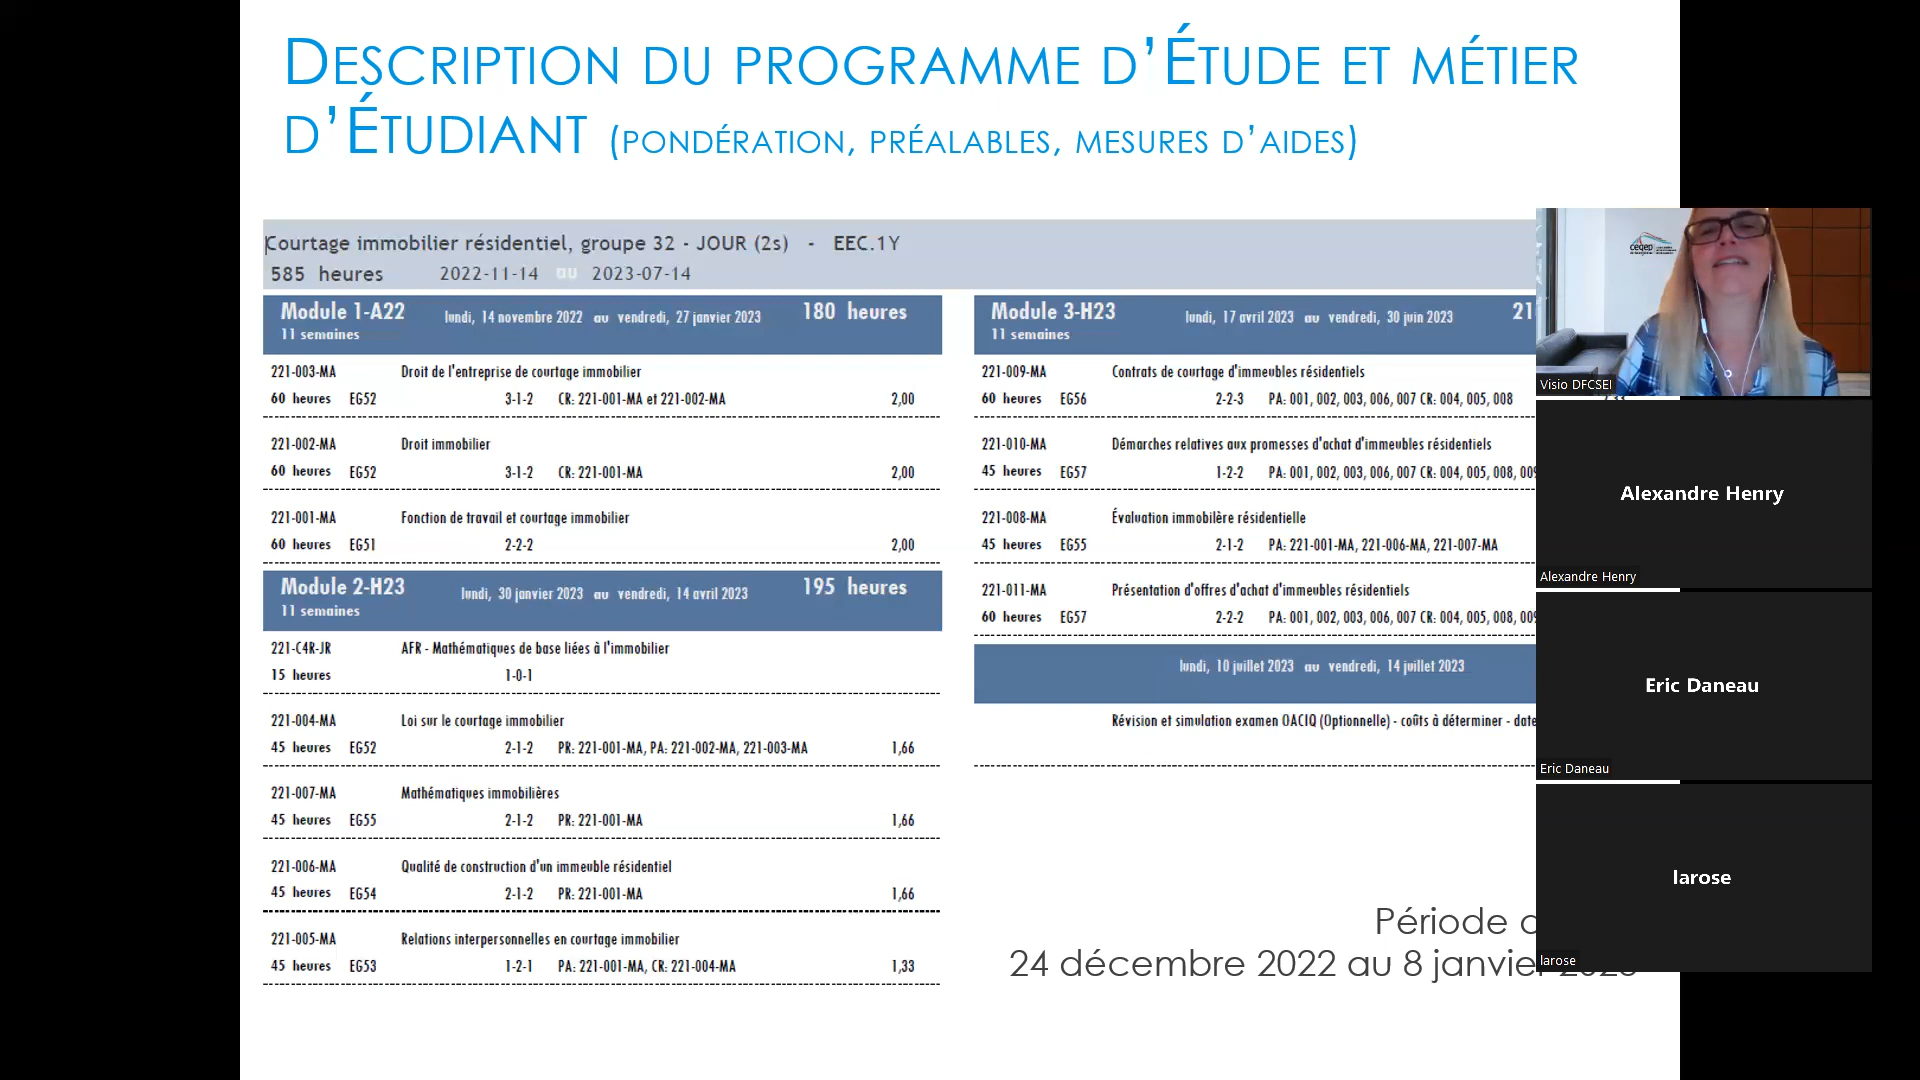 Description du programme d'Étude et métier
d'Étudiant (pondération, préalables, mesures d'aides)
Courtage immobilier résidentiel, groupe 32 - JOUR (2s) - EEC.1Y
585 heures 2022-11-14 au 2023-07-14
Module 1-A22 lundi, 14 novembre 2022 au vendredi, 27 janvier 2023 180 heures
11 semaines
221-003-MA Droit de l'entreprise de courtage immobilier
60 heures EG52 3-1-2 CR: 221-001-MA et 221-002-MA 2,00
221-002-MA Droit immobilier
60 heures EG52 3-1-2 CR: 221-001-MA 2,00
221-001-MA Fonction de travail et courtage immobilier
60 heures EG51 2-2-2 2,00
Module 2-H23 lundi, 30 janvier 2023 au vendredi, 14 avril 2023 195 heures
11 semaines
221-C4R-JR AFR - Mathématiques de base liées à l'immobilier
15 heures 1-0-1
221-004-MA Loi sur le courtage immobilier
45 heures EG52 2-1-2 PR: 221-001-MA, PA: 221-002-MA, 221-003-MA 1,66
221-007-MA Mathématiques immobilières
45 heures EG55 2-1-2 PR: 221-001-MA 1,66
221-006-MA Qualité de construction d'un immeuble résidentiel
45 heures EG54 2-1-2 PR: 221-001-MA 1,66
221-005-MA Relations interpersonnelles en courtage immobilier
45 heures EG53 1-2-1 PA: 221-001-MA, CR: 221-004-MA 1,33
Module 3-H23 lundi, 17 avril 2023 au vendredi, 30 juin 2023 21
11 semaines
221-009-MA Contrats de courtage d'immeubles résidentiels
60 heures EG56 2-2-3 PA: 001, 002, 003, 006, 007 CR: 004, 005, 008
221-010-MA Démarches relatives aux promesses d'achat d'immeubles résidentiels
45 heures EG57 1-2-2 PA: 001, 002, 003, 006, 007 CR: 004, 005, 008, 009
221-008-MA Évaluation immobilère résidentielle
45 heures EG55 2-1-2 PA: 221-001-MA, 221-006-MA, 221-007-MA
221-011-MA Présentation d'offres d'achat d'immeubles résidentiels
60 heures EG57 2-2-2 PA: 001, 002, 003, 006, 007 CR: 004, 005, 008, 009
lundi, 10 juillet 2023 au vendredi, 14 juillet 2023
Révision et simulation examen OACIQ (Optionnelle) - coûts à déterminer - date
Période
24 décembre 2022 au 8 janvier 2023
cegep
Visio DFCSEI
Alexandre Henry
Alexandre Henry
Eric Daneau
Eric Daneau
larose
larose